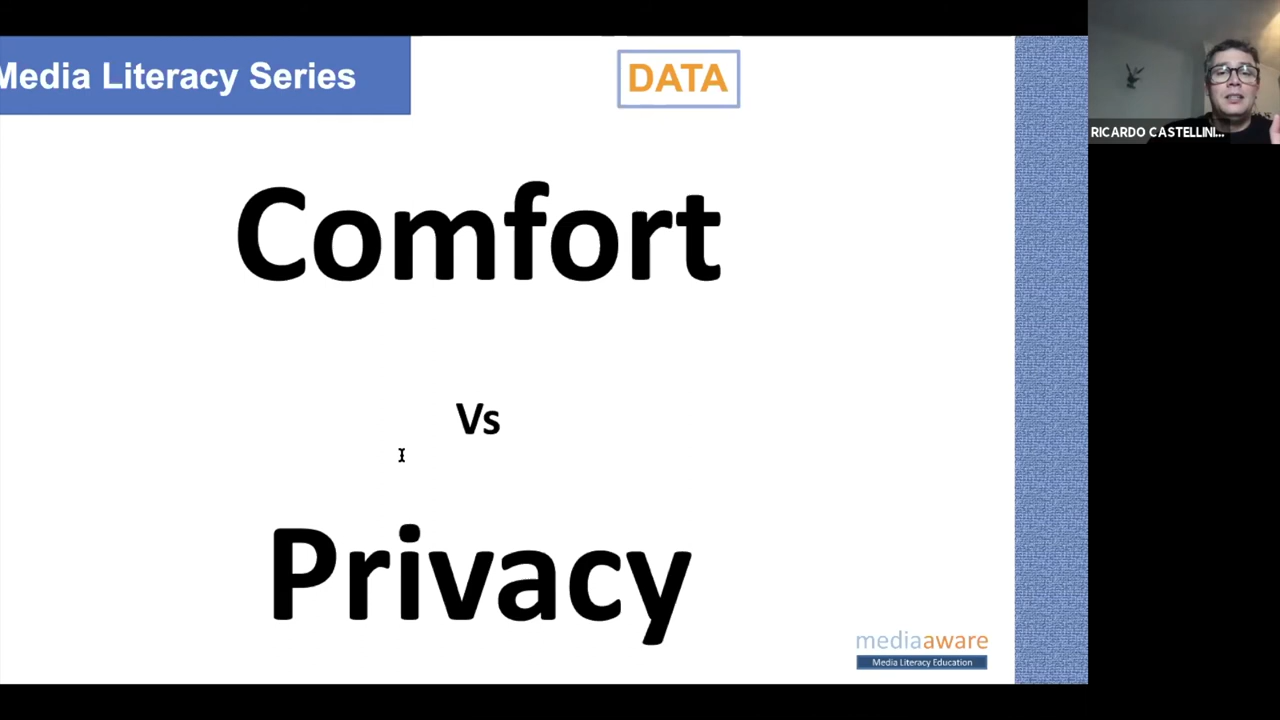 Media Literacy Series
DATA
RICARDO CASTELLINI...
Comfort
Vs
Privacy
mediaaware
Media Literacy Education